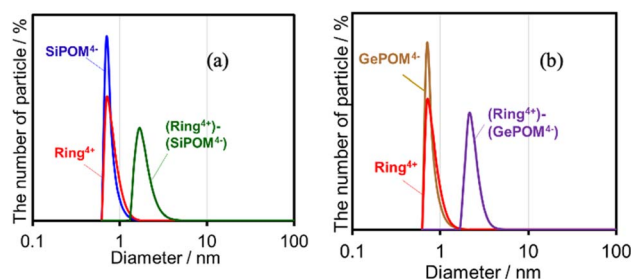 The number of particle / %
SiPOM⁴⁻
(a)
Ring⁴⁺
(Ring⁴⁺)-
(SiPOM⁴⁻)
0.1 1 10 100
Diameter / nm
The number of particle / %
GePOM⁴⁻
(b)
Ring⁴⁺
(Ring⁴⁺)-
(GePOM⁴⁻)
0.1 1 10 100
Diameter / nm